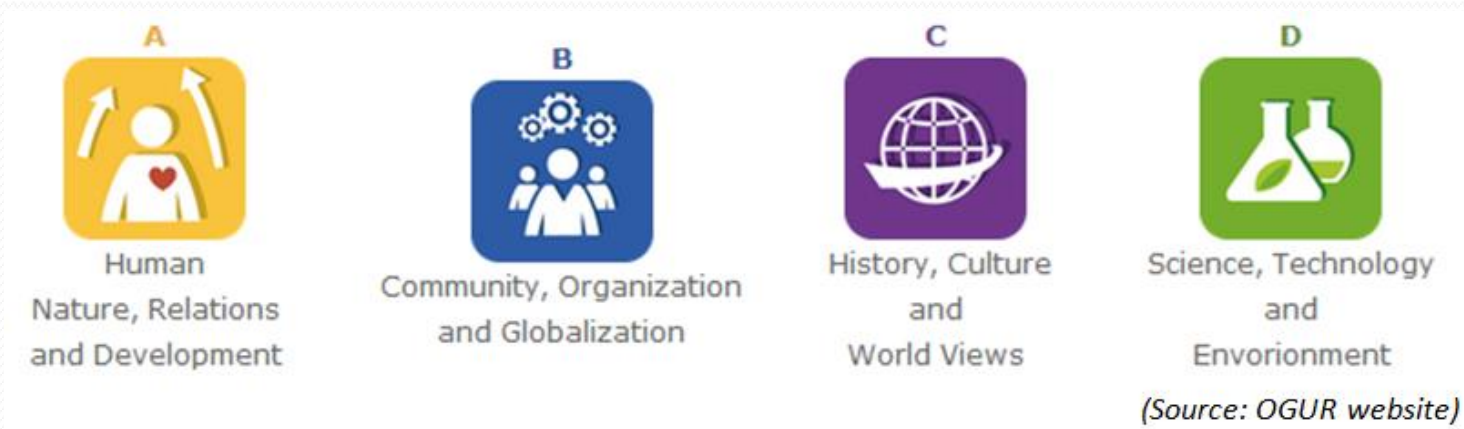 A
Human
Nature, Relations
and Development
B
Community, Organization
and Globalization
C
History, Culture
and
World Views
D
Science, Technology
and
Envorionment
(Source: OGUR website)